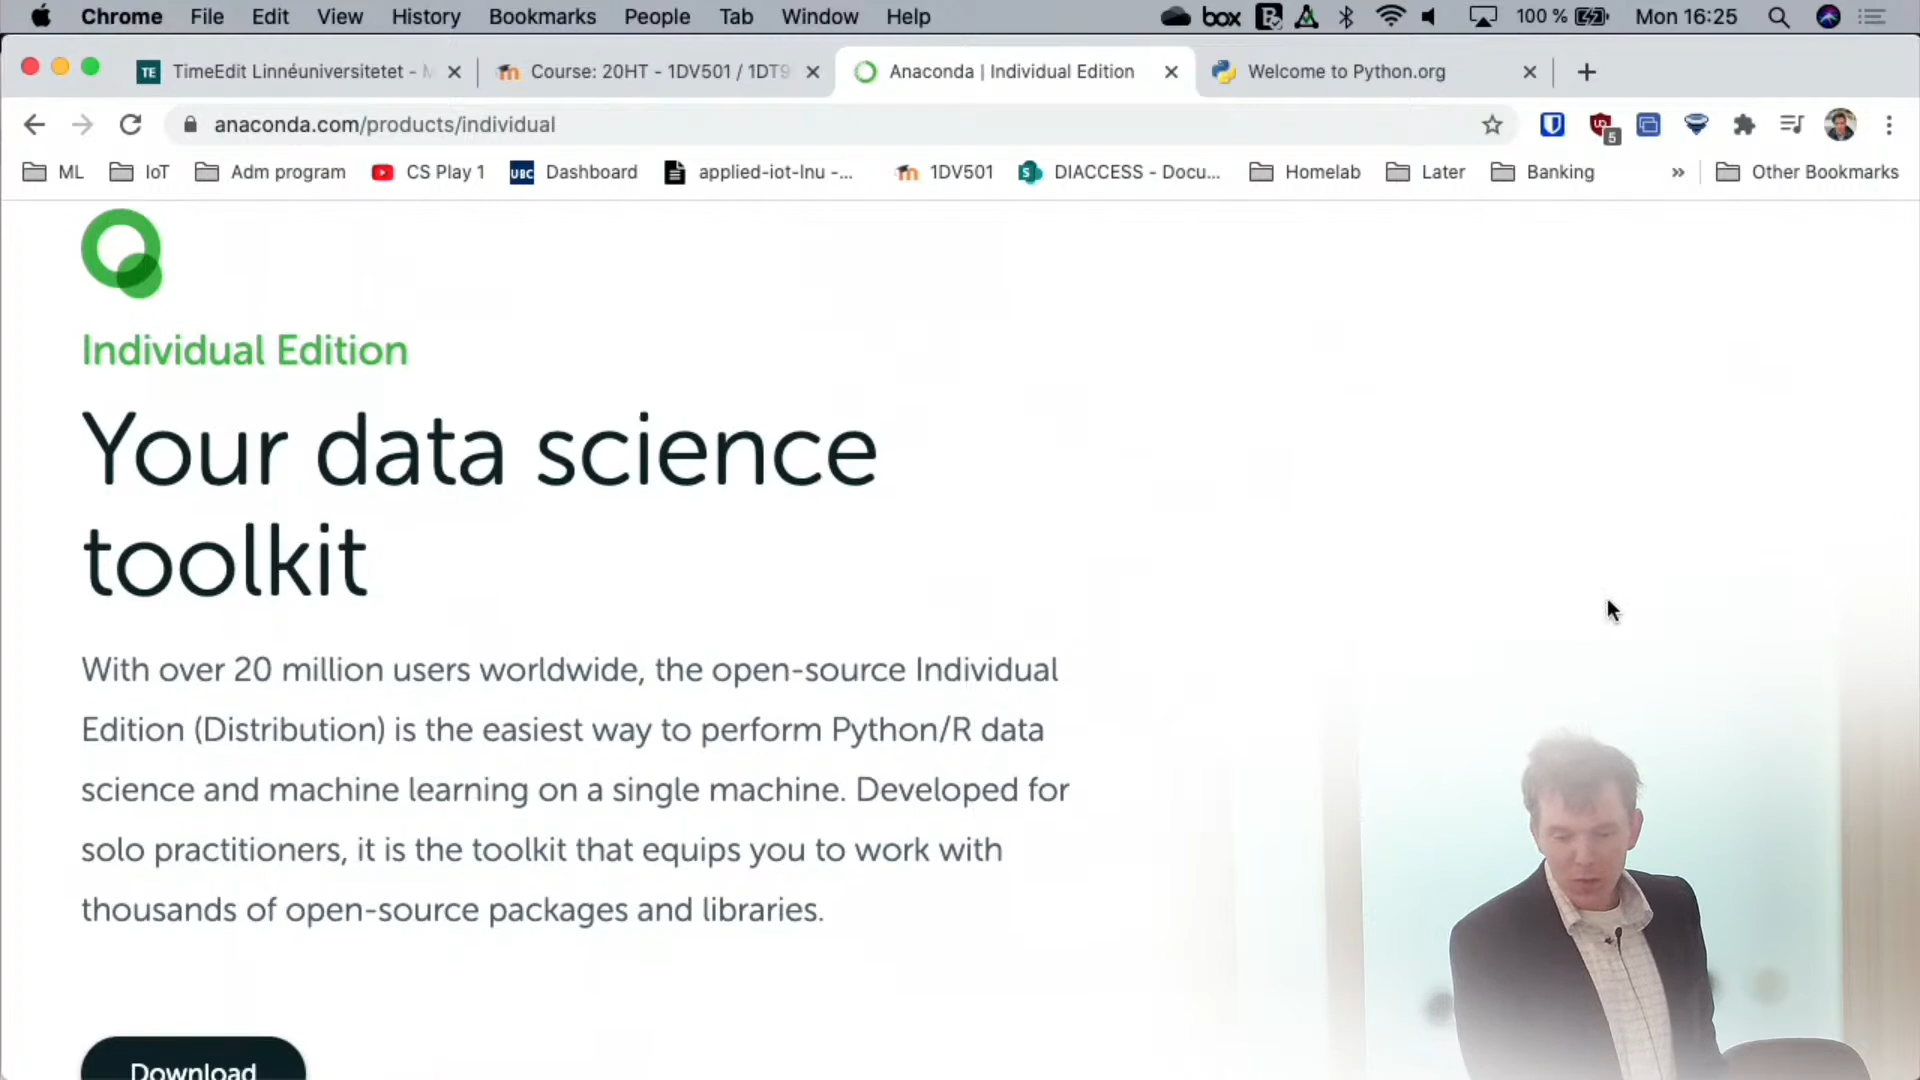 Chrome File Edit View History Bookmarks People Tab Window Help box 100 % Mon 16:25
TE TimeEdit Linnéuniversitetet - Course: 20HT - 1DV501 / 1DT9 Anaconda | Individual Edition Welcome to Python.org
anaconda.com/products/individual 5
ML IoT Adm program CS Play 1 UBC Dashboard applied-iot-lnu -... 1DV501 S DIACCESS - Docu... Homelab Later Banking » Other Bookmarks
Individual Edition
Your data science
toolkit
With over 20 million users worldwide, the open-source Individual
Edition (Distribution) is the easiest way to perform Python/R data
science and machine learning on a single machine. Developed for
solo practitioners, it is the toolkit that equips you to work with
thousands of open-source packages and libraries.
Download